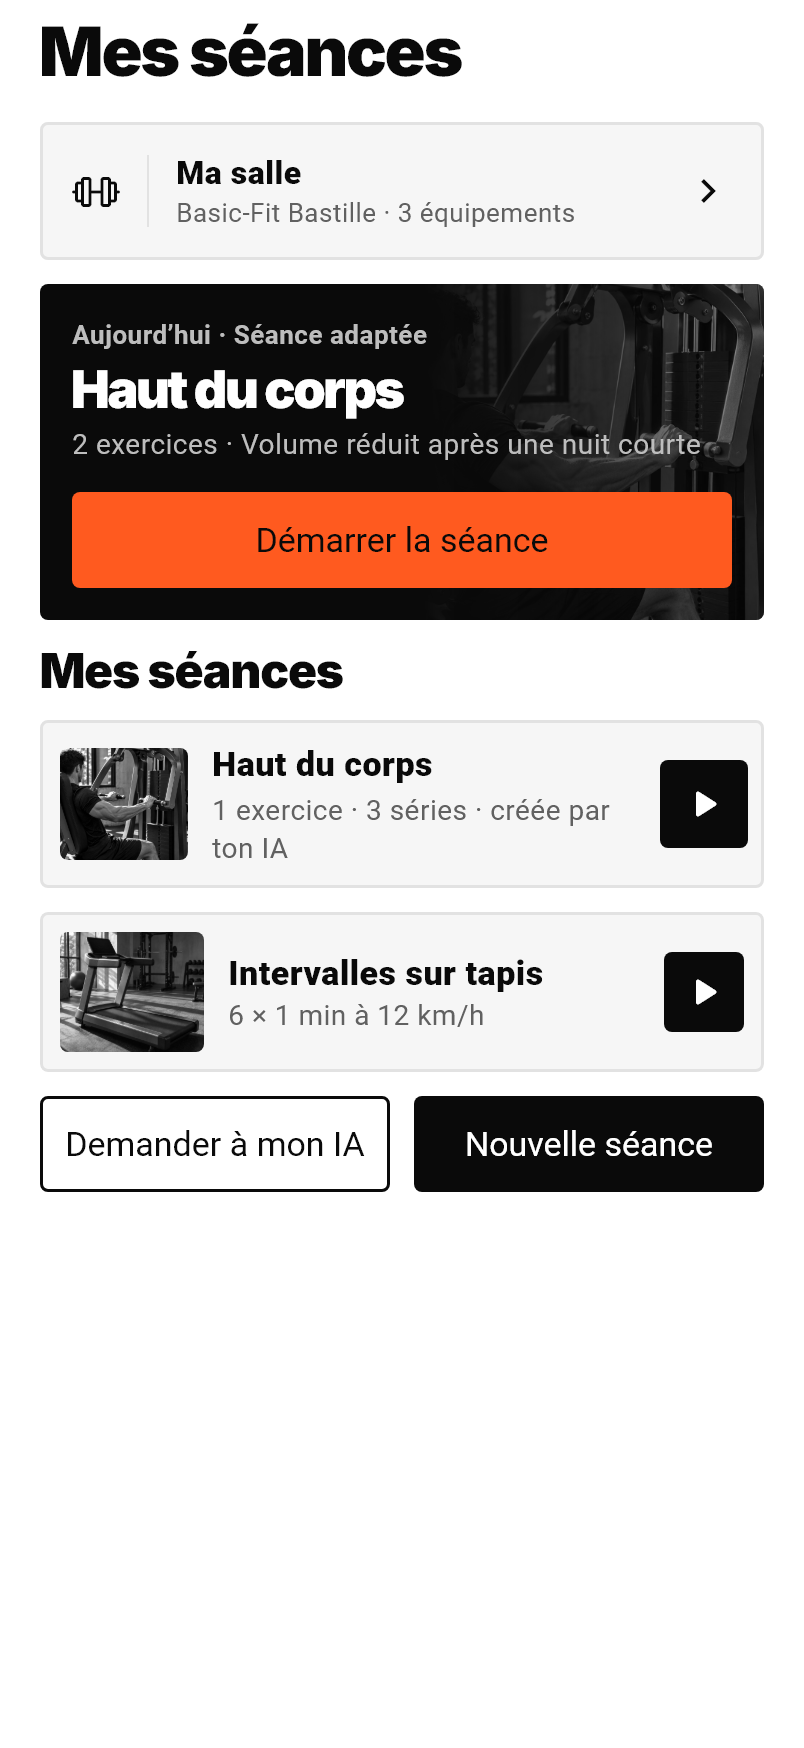 Mes séances
Ma salle
Basic-Fit Bastille · 3 équipements
Aujourd’hui · Séance adaptée
Haut du corps
2 exercices · Volume réduit après une nuit courte
Démarrer la séance
Mes séances
Haut du corps
1 exercice · 3 séries · créée par
ton IA
Intervalles sur tapis
6 × 1 min à 12 km/h
Demander à mon IA
Nouvelle séance